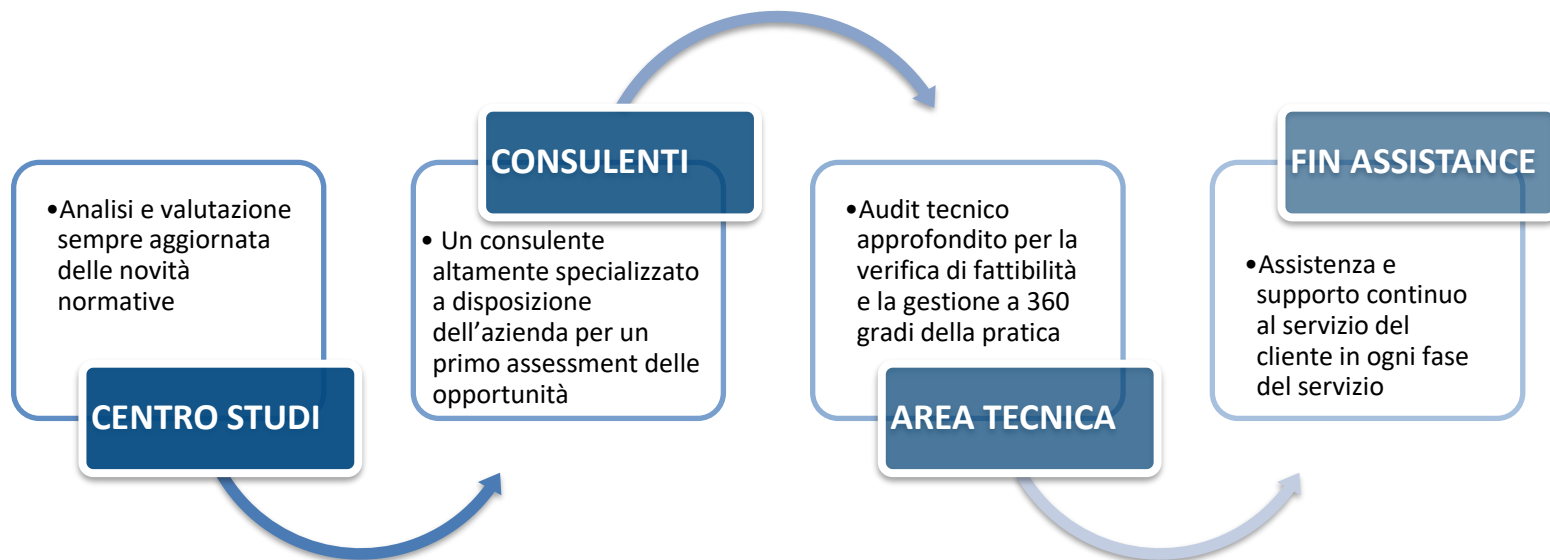 •Analisi e valutazione
sempre aggiornata
delle novità
normative
CENTRO STUDI
CONSULENTI
• Un consulente
altamente specializzato
a disposizione
dell’azienda per un
primo assessment delle
opportunità
•Audit tecnico
approfondito per la
verifica di fattibilità
e la gestione a 360
gradi della pratica
AREA TECNICA
FIN ASSISTANCE
•Assistenza e
supporto continuo
al servizio del
cliente in ogni fase
del servizio